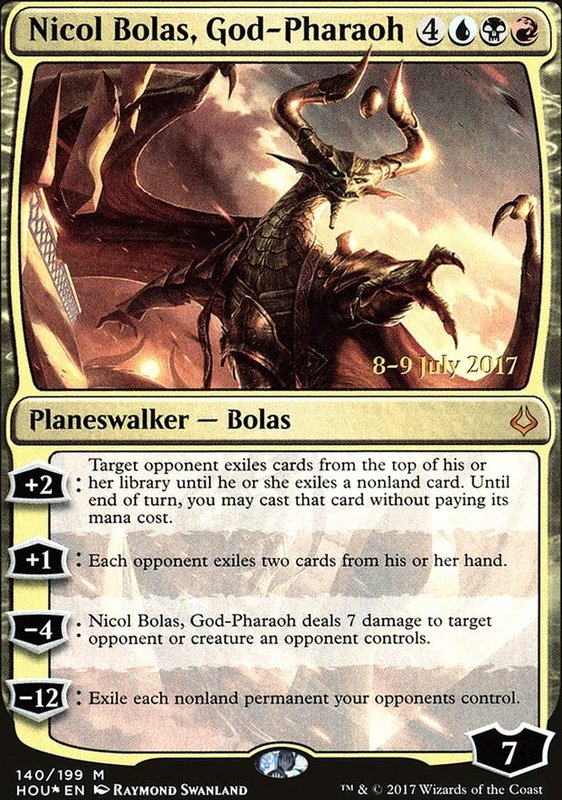 Nicol Bolas, God-Pharaoh 4
8-9 July 2017
Planeswalker — Bolas
+2 : Target opponent exiles cards from the top of his or
her library until he or she exiles a nonland card. Until
end of turn, you may cast that card without paying its
mana cost.
+1 : Each opponent exiles two cards from his or her hand.
-4 : Nicol Bolas, God-Pharaoh deals 7 damage to target
opponent or creature an opponent controls.
-12 : Exile each nonland permanent your opponents control.
7
140/199 M
HOU★EN Raymond Swanland
™ & © 2017 Wizards of the Coast